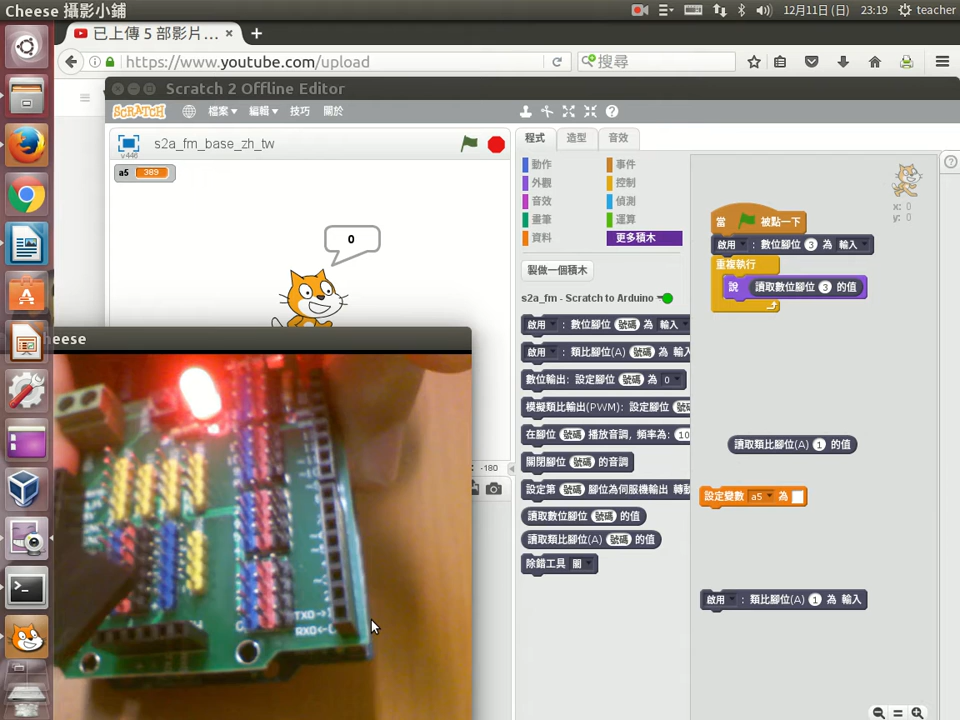 Cheese 攝影小鋪
12月11日 (日) 23:19 teacher
已上傳 5 部影片…
https://www.youtube.com/upload
搜尋
Scratch 2 Offline Editor
SCRATCH 檔案 編輯 技巧 關於
v446
s2a_fm_base_zh_tw
a5 389
0
程式 造型 音效
動作 事件
外觀 控制
音效 偵測
畫筆 運算
資料 更多積木
製做一個積木
s2a_fm - Scratch to Arduino
啟用 : 數位腳位 號碼 為 輸入
啟用 : 類比腳位(A) 號碼 為 輸入
數位輸出: 設定腳位 號碼 為 0
模擬類比輸出(PWM): 設定腳位
在腳位 號碼 播放音調, 頻率為: 10
關閉腳位 號碼 的音調
設定第 號碼 腳位為伺服機輸出 轉動
讀取數位腳位 號碼 的值
讀取類比腳位(A) 號碼 的值
除錯工具 關
x: 0
y: 0
當 被點一下
啟用 : 數位腳位 3 為 輸入
重複執行
說 讀取數位腳位 3 的值
讀取類比腳位(A) 1 的值
設定變數 a5 為
啟用 : 類比腳位(A) 1 為 輸入
: -180
heese
TX0→1
RX0←0